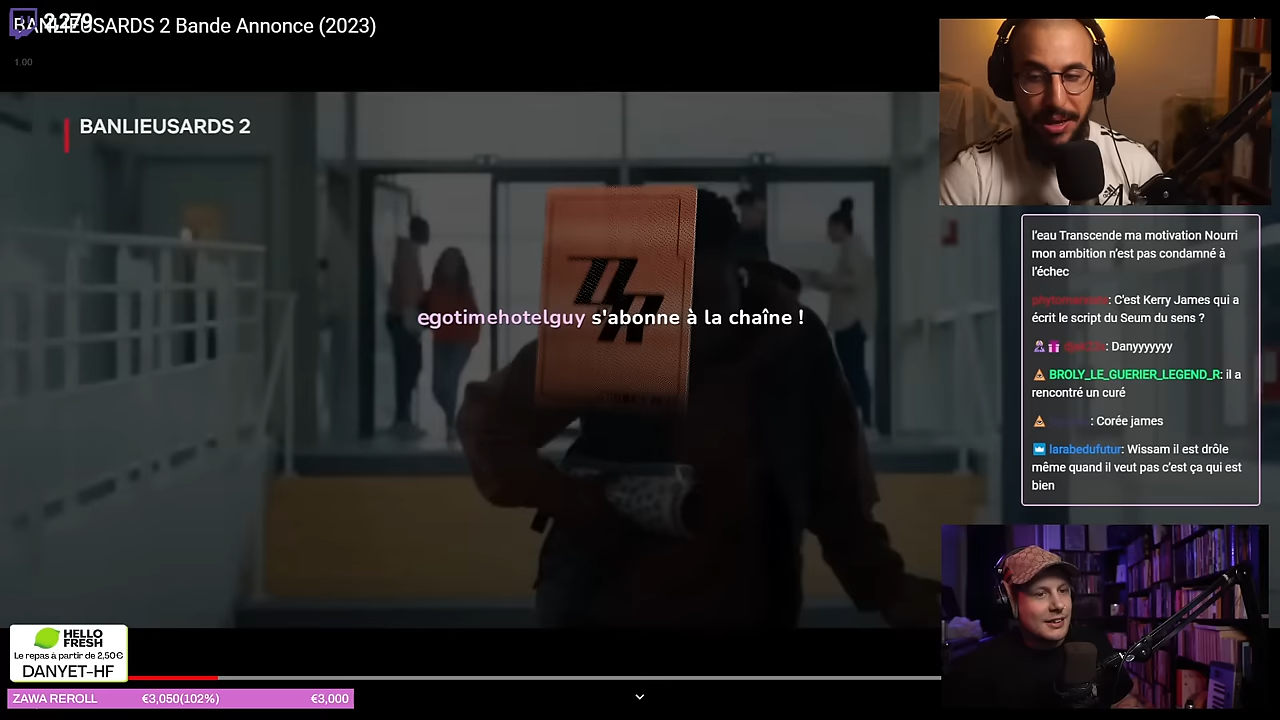 2,279
BANLIEUSARDS 2 Bande Annonce (2023)
1.00
BANLIEUSARDS 2
egotimehotelguy s'abonne à la chaîne !
l'eau Transcende ma motivation Nourri
mon ambition n'est pas condamné à
l'échec
: C'est Kerry James qui a
écrit le script du Seum du sens ?
: Danyyyyyy
BROLY_LE_GUERIER_LEGEND_R: il a
rencontré un curé
: Corée james
larabedufutur: Wissam il est drôle
même quand il veut pas c'est ça qui est
bien
HELLO
FRESH
Le repas à partir de 2,50€
DANYET-HF
ZAWA REROLL €3,050(102%) €3,000